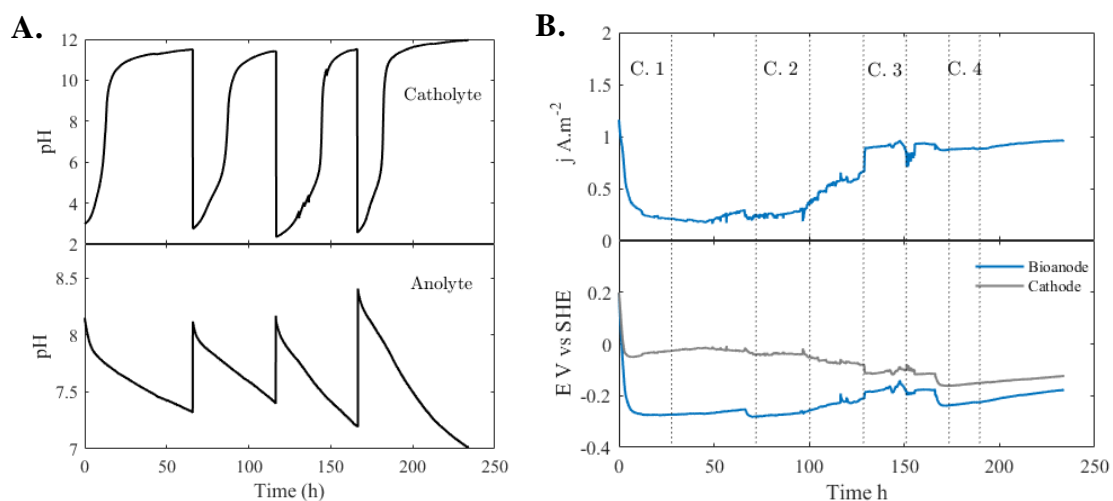 A.
12
10
8
6
4
2
pH
Catholyte
8.5
8
7.5
7
pH
Anolyte
0
50
100
150
200
250
Time (h)
B.
2
1.5
1
0.5
0
j A.m-2
C. 1
C. 2
C. 3
C. 4
0.2
0
-0.2
-0.4
E V vs SHE
Bioanode
Cathode
0
50
100
150
200
250
Time h